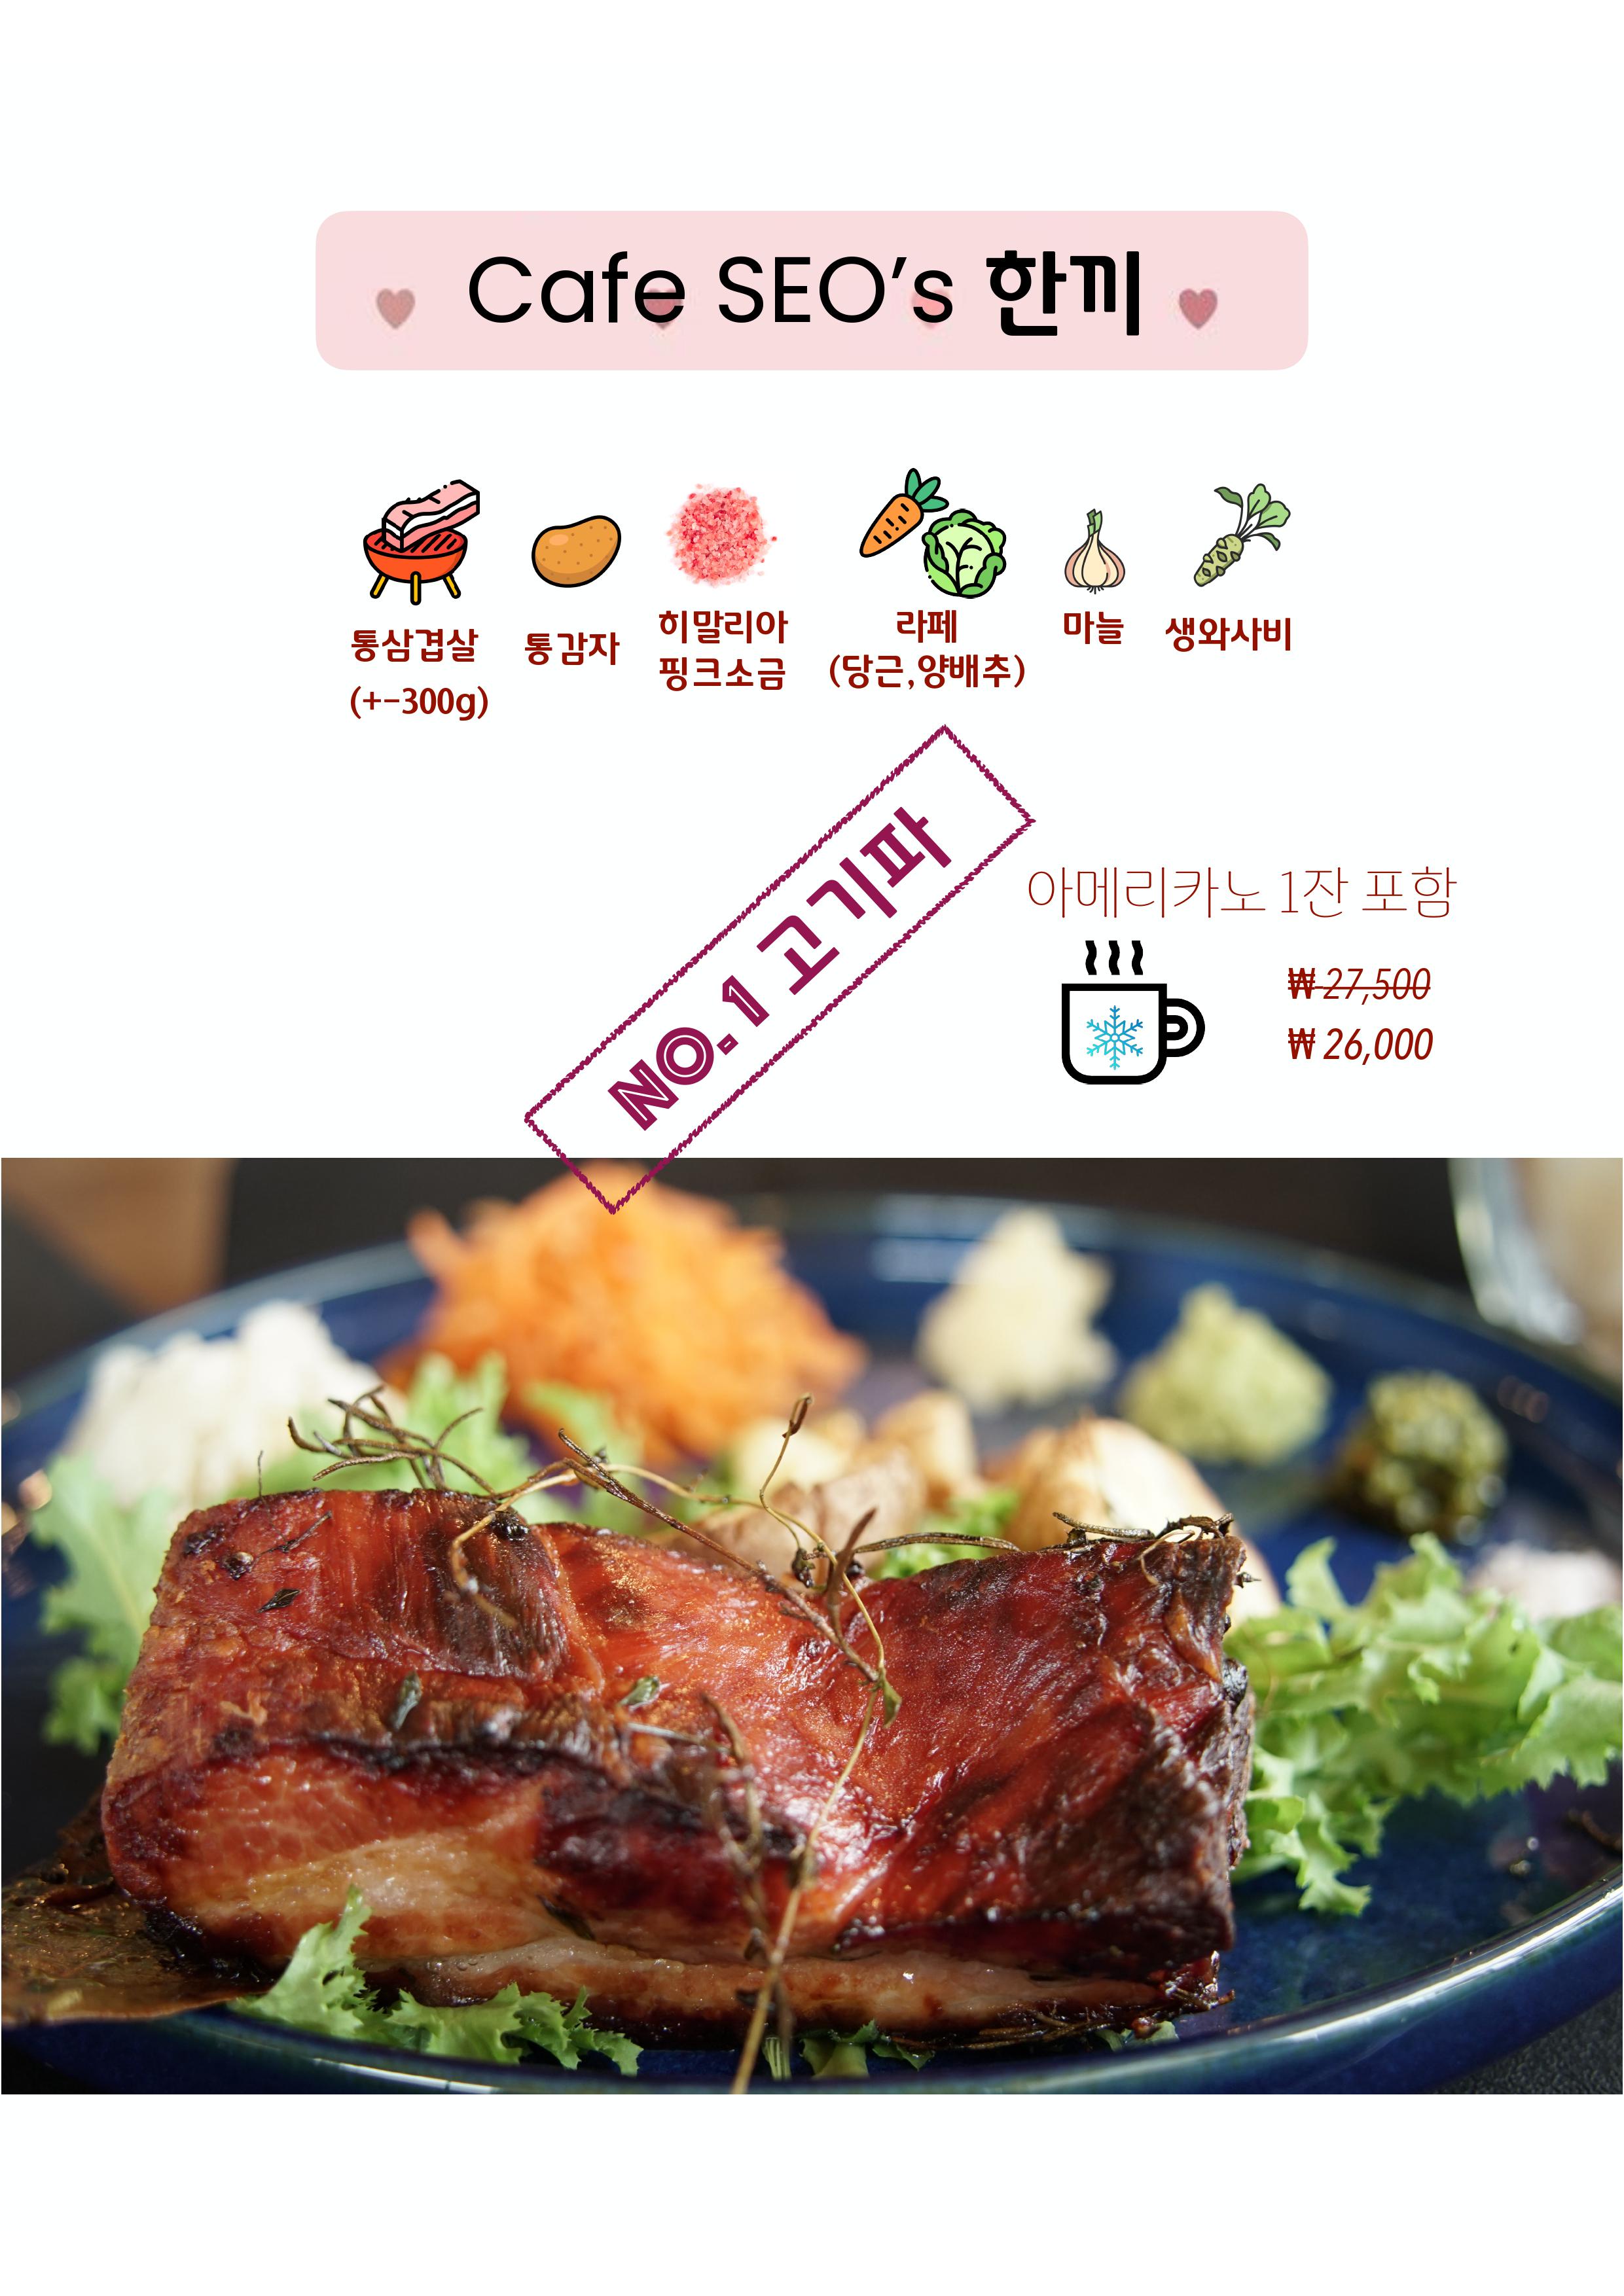 Cafe SEO's 한끼
통삼겹살
(+-300g)
통감자
히말리아
핑크소금
라페
(당근,양배추)
마늘
생와사비
NO.1 고기파
아메리카노 1잔 포함
₩ 27,500
₩ 26,000